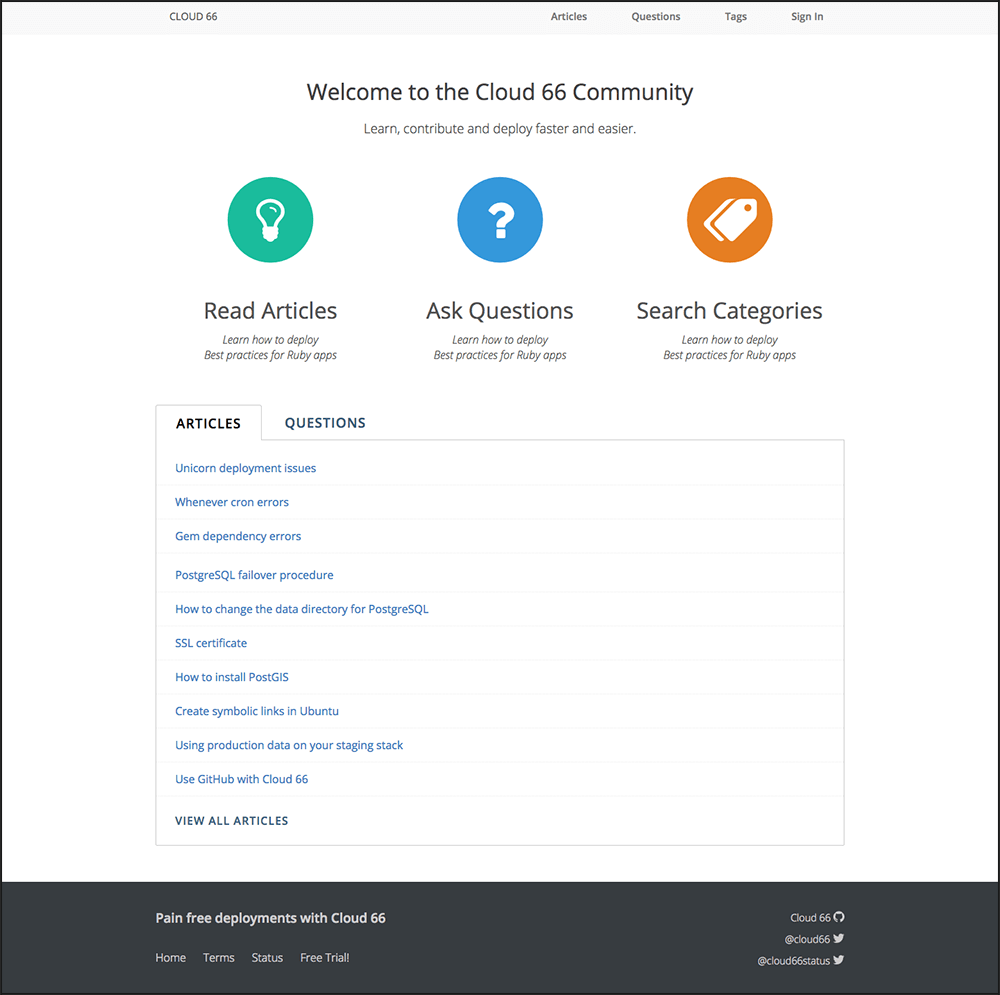 CLOUD 66 Articles Questions Tags Sign In
Welcome to the Cloud 66 Community
Learn, contribute and deploy faster and easier.
Read Articles
Learn how to deploy
Best practices for Ruby apps
Ask Questions
Learn how to deploy
Best practices for Ruby apps
Search Categories
Learn how to deploy
Best practices for Ruby apps
ARTICLES QUESTIONS
Unicorn deployment issues
Whenever cron errors
Gem dependency errors
PostgreSQL failover procedure
How to change the data directory for PostgreSQL
SSL certificate
How to install PostGIS
Create symbolic links in Ubuntu
Using production data on your staging stack
Use GitHub with Cloud 66
VIEW ALL ARTICLES
Pain free deployments with Cloud 66
Home Terms Status Free Trial!
Cloud 66
@cloud66
@cloud66status